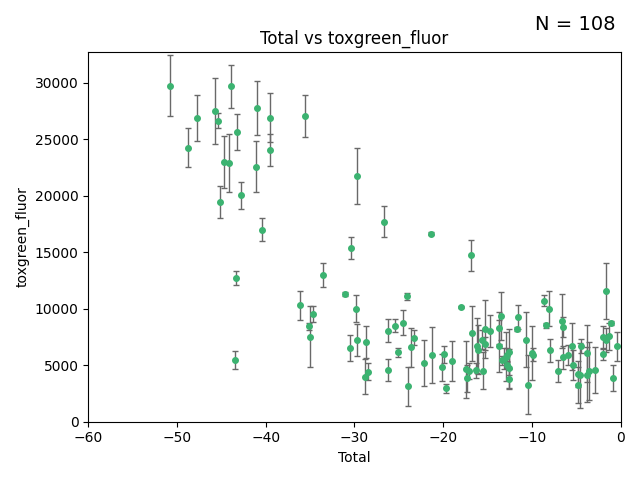 N = 108
Total vs toxgreen_fluor
toxgreen_fluor
30000
25000
20000
15000
10000
5000
0
−60 −50 −40 −30 −20 −10 0
Total